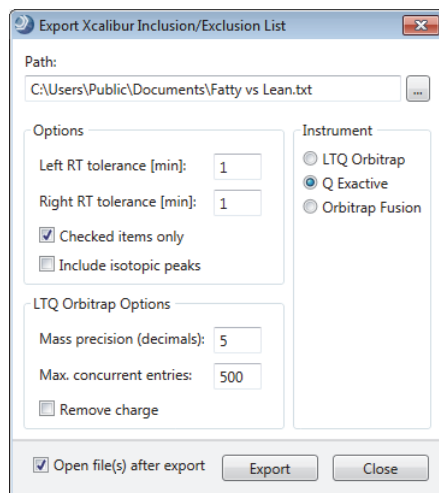 Export Xcalibur Inclusion/Exclusion List
Path:
C:\Users\Public\Documents\Fatty vs Lean.txt
...
Options
Left RT tolerance [min]: 1
Right RT tolerance [min]: 1
Checked items only
Include isotopic peaks
LTQ Orbitrap Options
Mass precision (decimals): 5
Max. concurrent entries: 500
Remove charge
Instrument
LTQ Orbitrap
Q Exactive
Orbitrap Fusion
Open file(s) after export
Export
Close